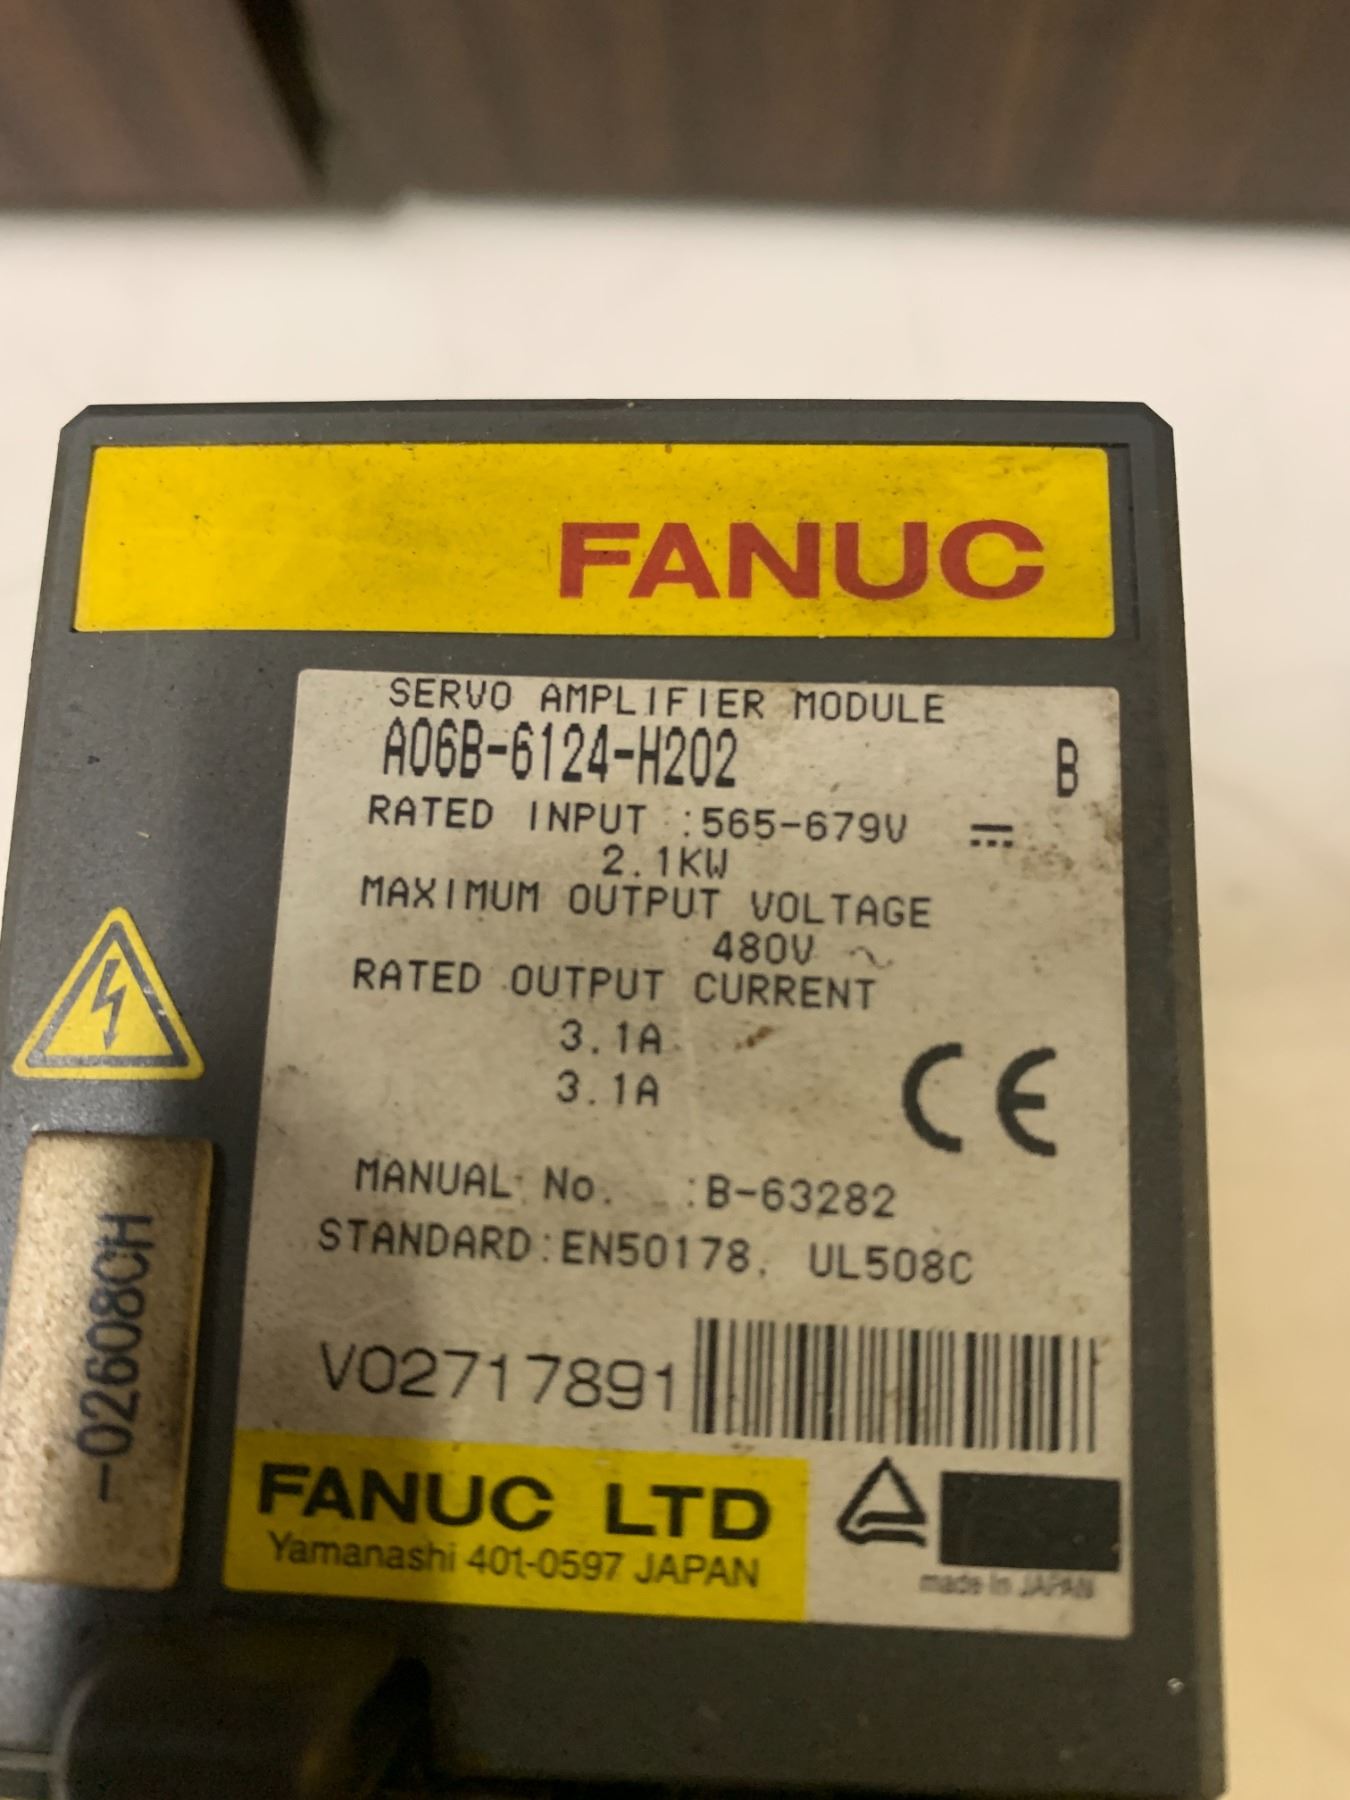 FANUC
SERVO AMPLIFIER MODULE
A06B-6124-H202 B
RATED INPUT :565-679V ⎓
2.1KW
MAXIMUM OUTPUT VOLTAGE
480V ~
RATED OUTPUT CURRENT
3.1A
3.1A
CE
MANUAL No. :B-63282
STANDARD:EN50178, UL508C
V02717891
FANUC LTD
Yamanashi 401-0597 JAPAN
made in JAPAN
-02608CH